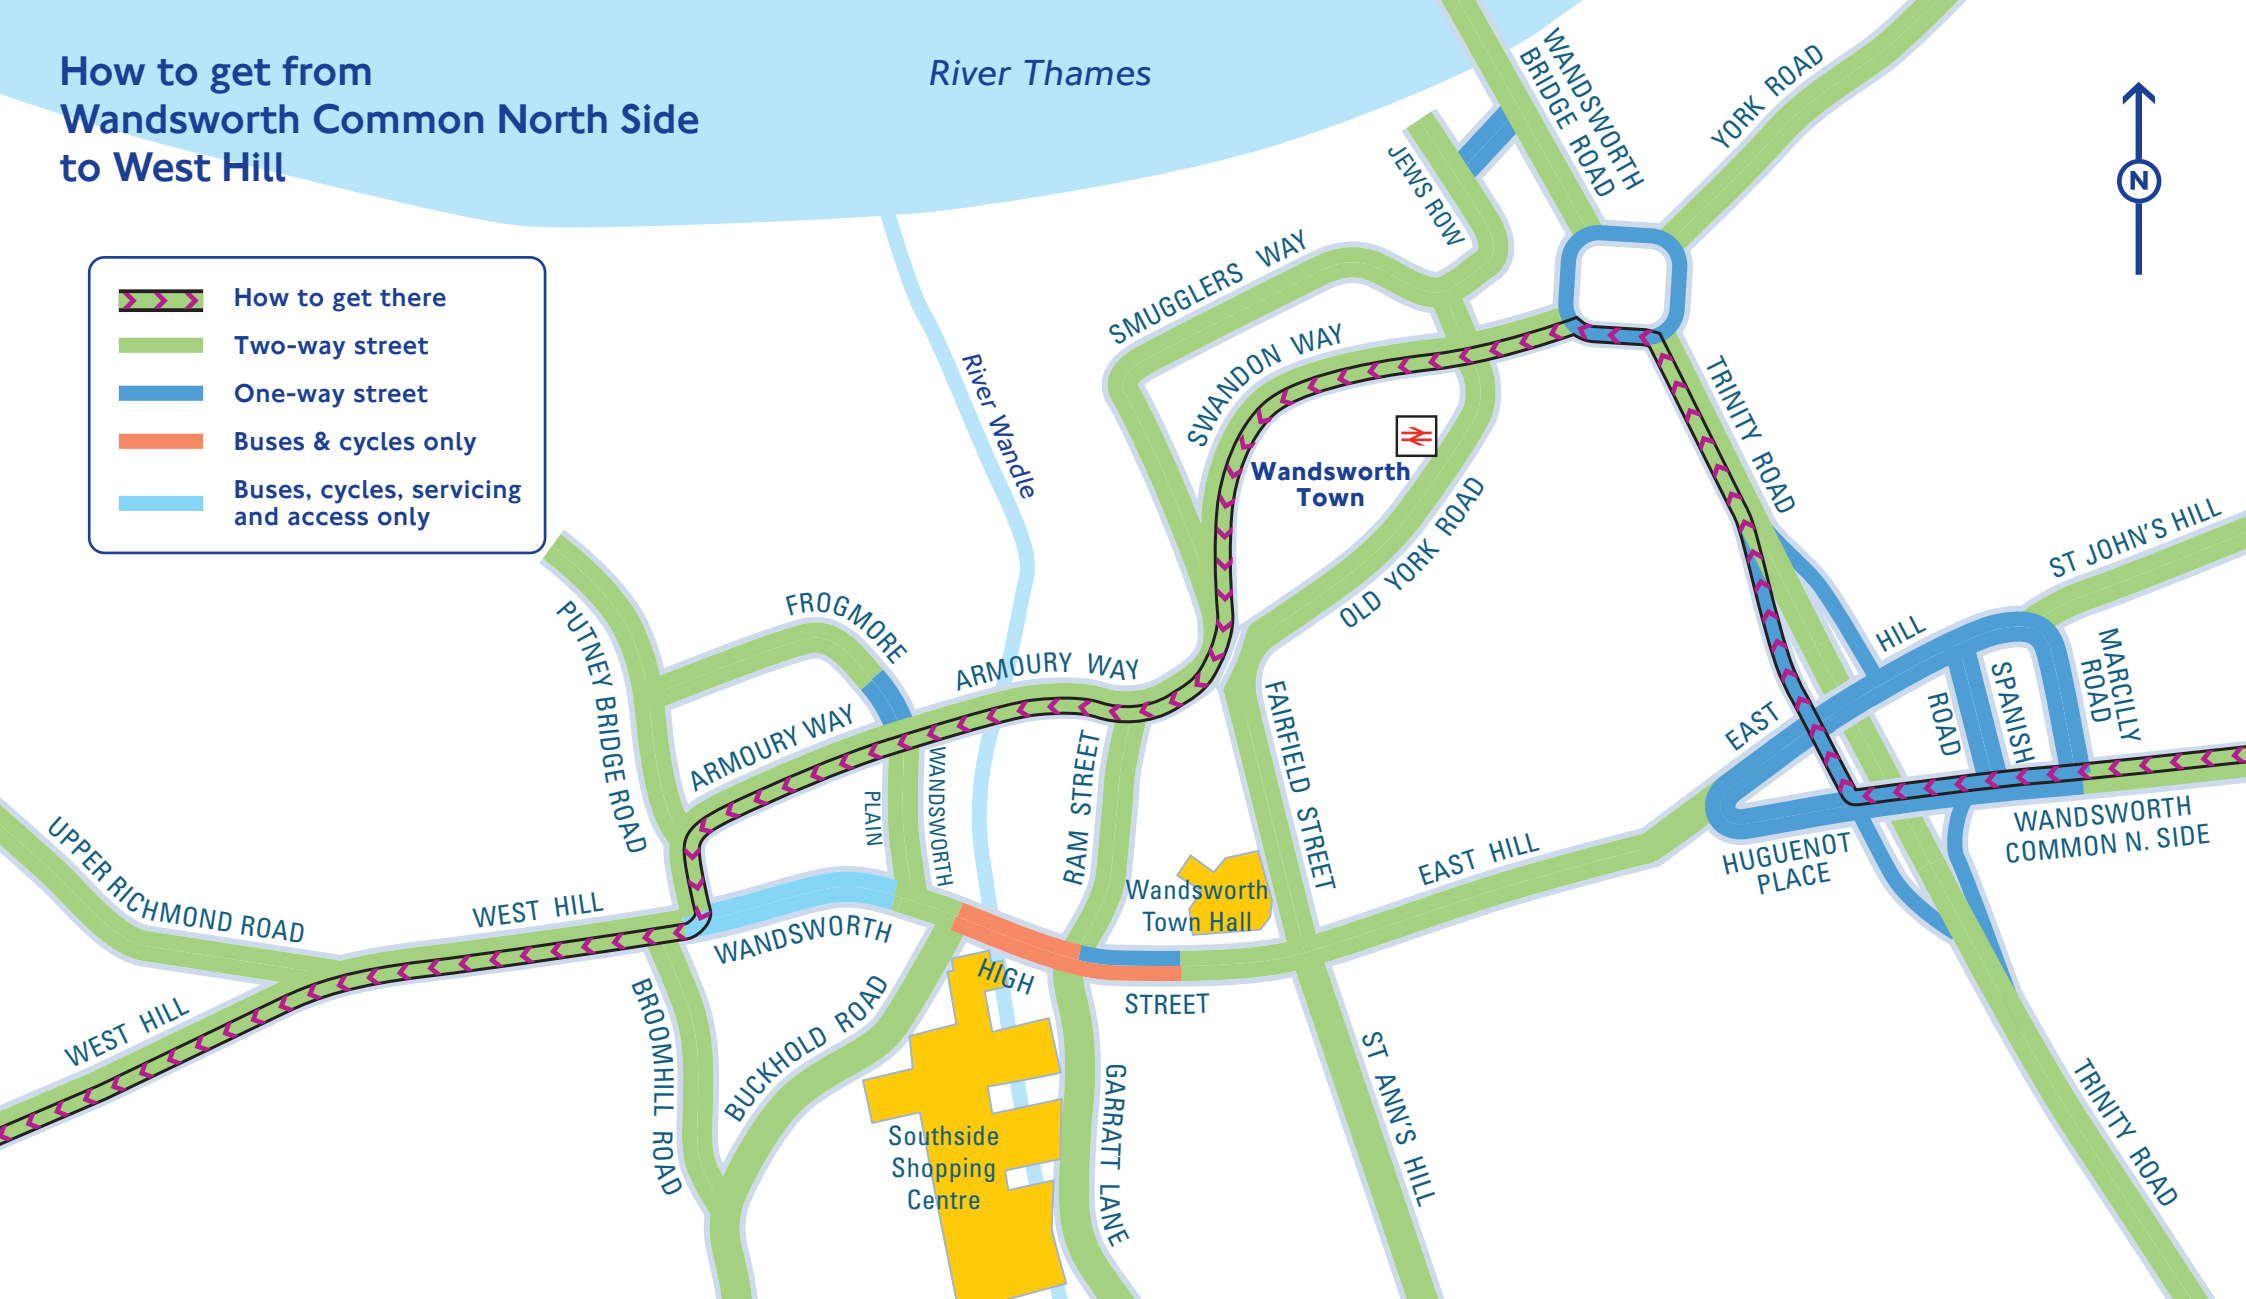 How to get from
Wandsworth Common North Side
to West Hill
River Thames
WANDSWORTH
BRIDGE ROAD
YORK ROAD
N
JEWS ROW
How to get there
Two-way street
One-way street
Buses & cycles only
Buses, cycles, servicing
and access only
SMUGGLERS WAY
SWANDON WAY
River Wandle
TRINITY ROAD
Wandsworth
Town
OLD YORK ROAD
ST JOHN'S HILL
PUTNEY BRIDGE ROAD
FROGMORE
ARMOURY WAY
ARMOURY WAY
EAST HILL
SPANISH
ROAD
MARCILLY
ROAD
FAIRFIELD STREET
RAM STREET
WANDSWORTH
PLAIN
UPPER RICHMOND ROAD
WEST HILL
WANDSWORTH
HIGH
STREET
Wandsworth
Town Hall
EAST HILL
HUGUENOT
PLACE
WANDSWORTH
COMMON N. SIDE
WEST HILL
BROOMHILL ROAD
BUCKHOLD ROAD
Southside
Shopping
Centre
GARRATT LANE
ST ANN'S HILL
TRINITY ROAD